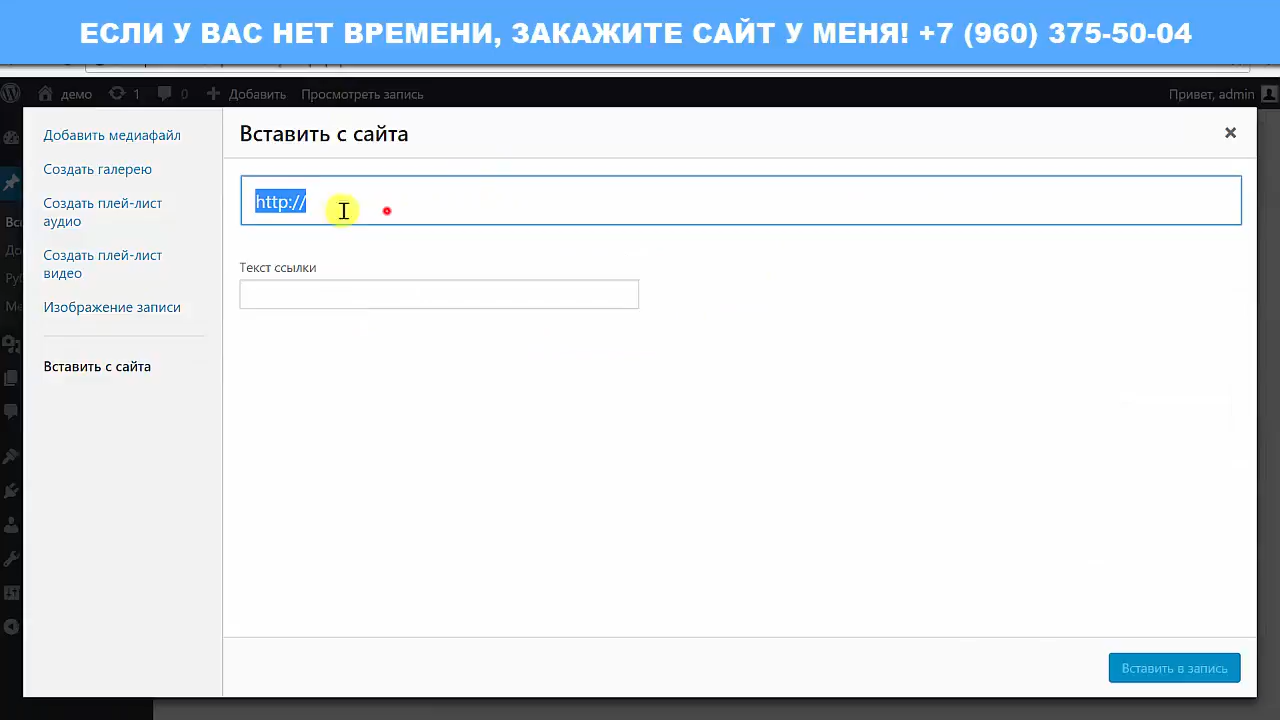 ЕСЛИ У ВАС НЕТ ВРЕМЕНИ, ЗАКАЖИТЕ САЙТ У МЕНЯ! +7 (960) 375-50-04
демо 1 0 Добавить Просмотреть запись Привет, admin
Добавить медиафайл
Создать галерею
Создать плей-лист
аудио
Создать плей-лист
видео
Изображение записи
Вставить с сайта
Вставить с сайта
http://
Текст ссылки
Вставить в запись